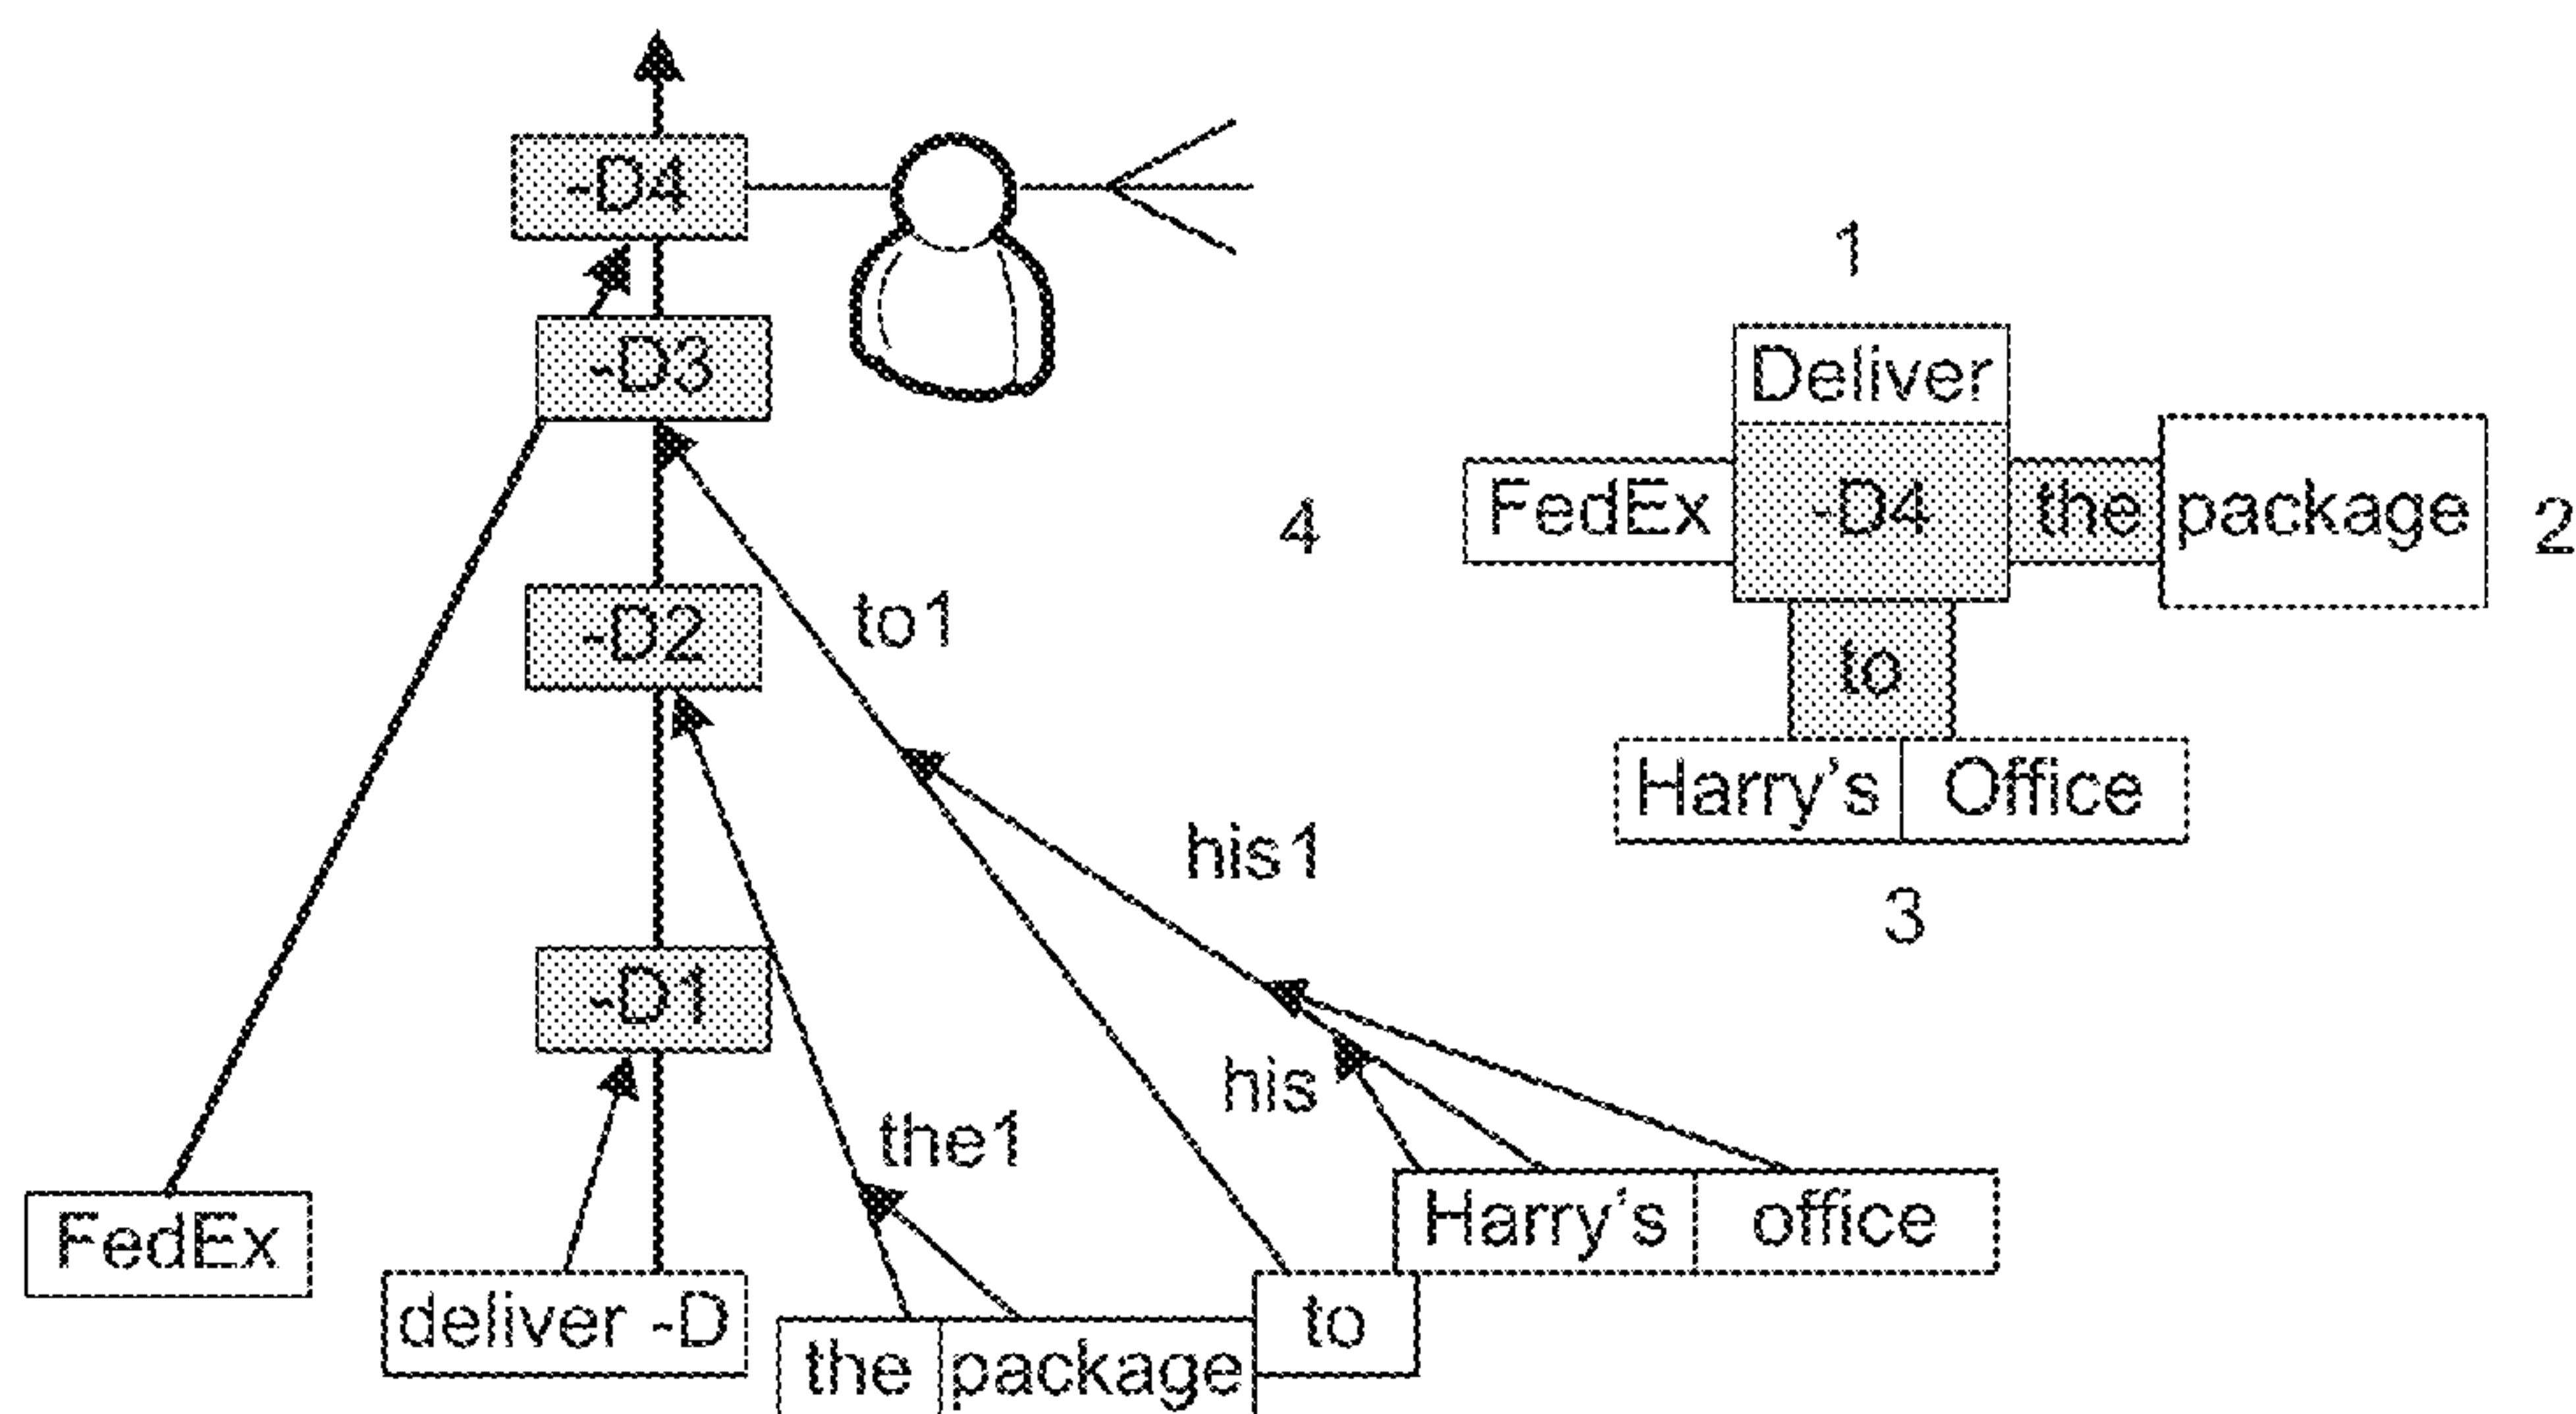 -D4
1
-D3
Deliver
FedEx -D4 the package
4
2
-D2
to1
to
Harry's Office
his1
3
-D1
his
the1
FedEx
Harry's office
deliver -D
to
the package